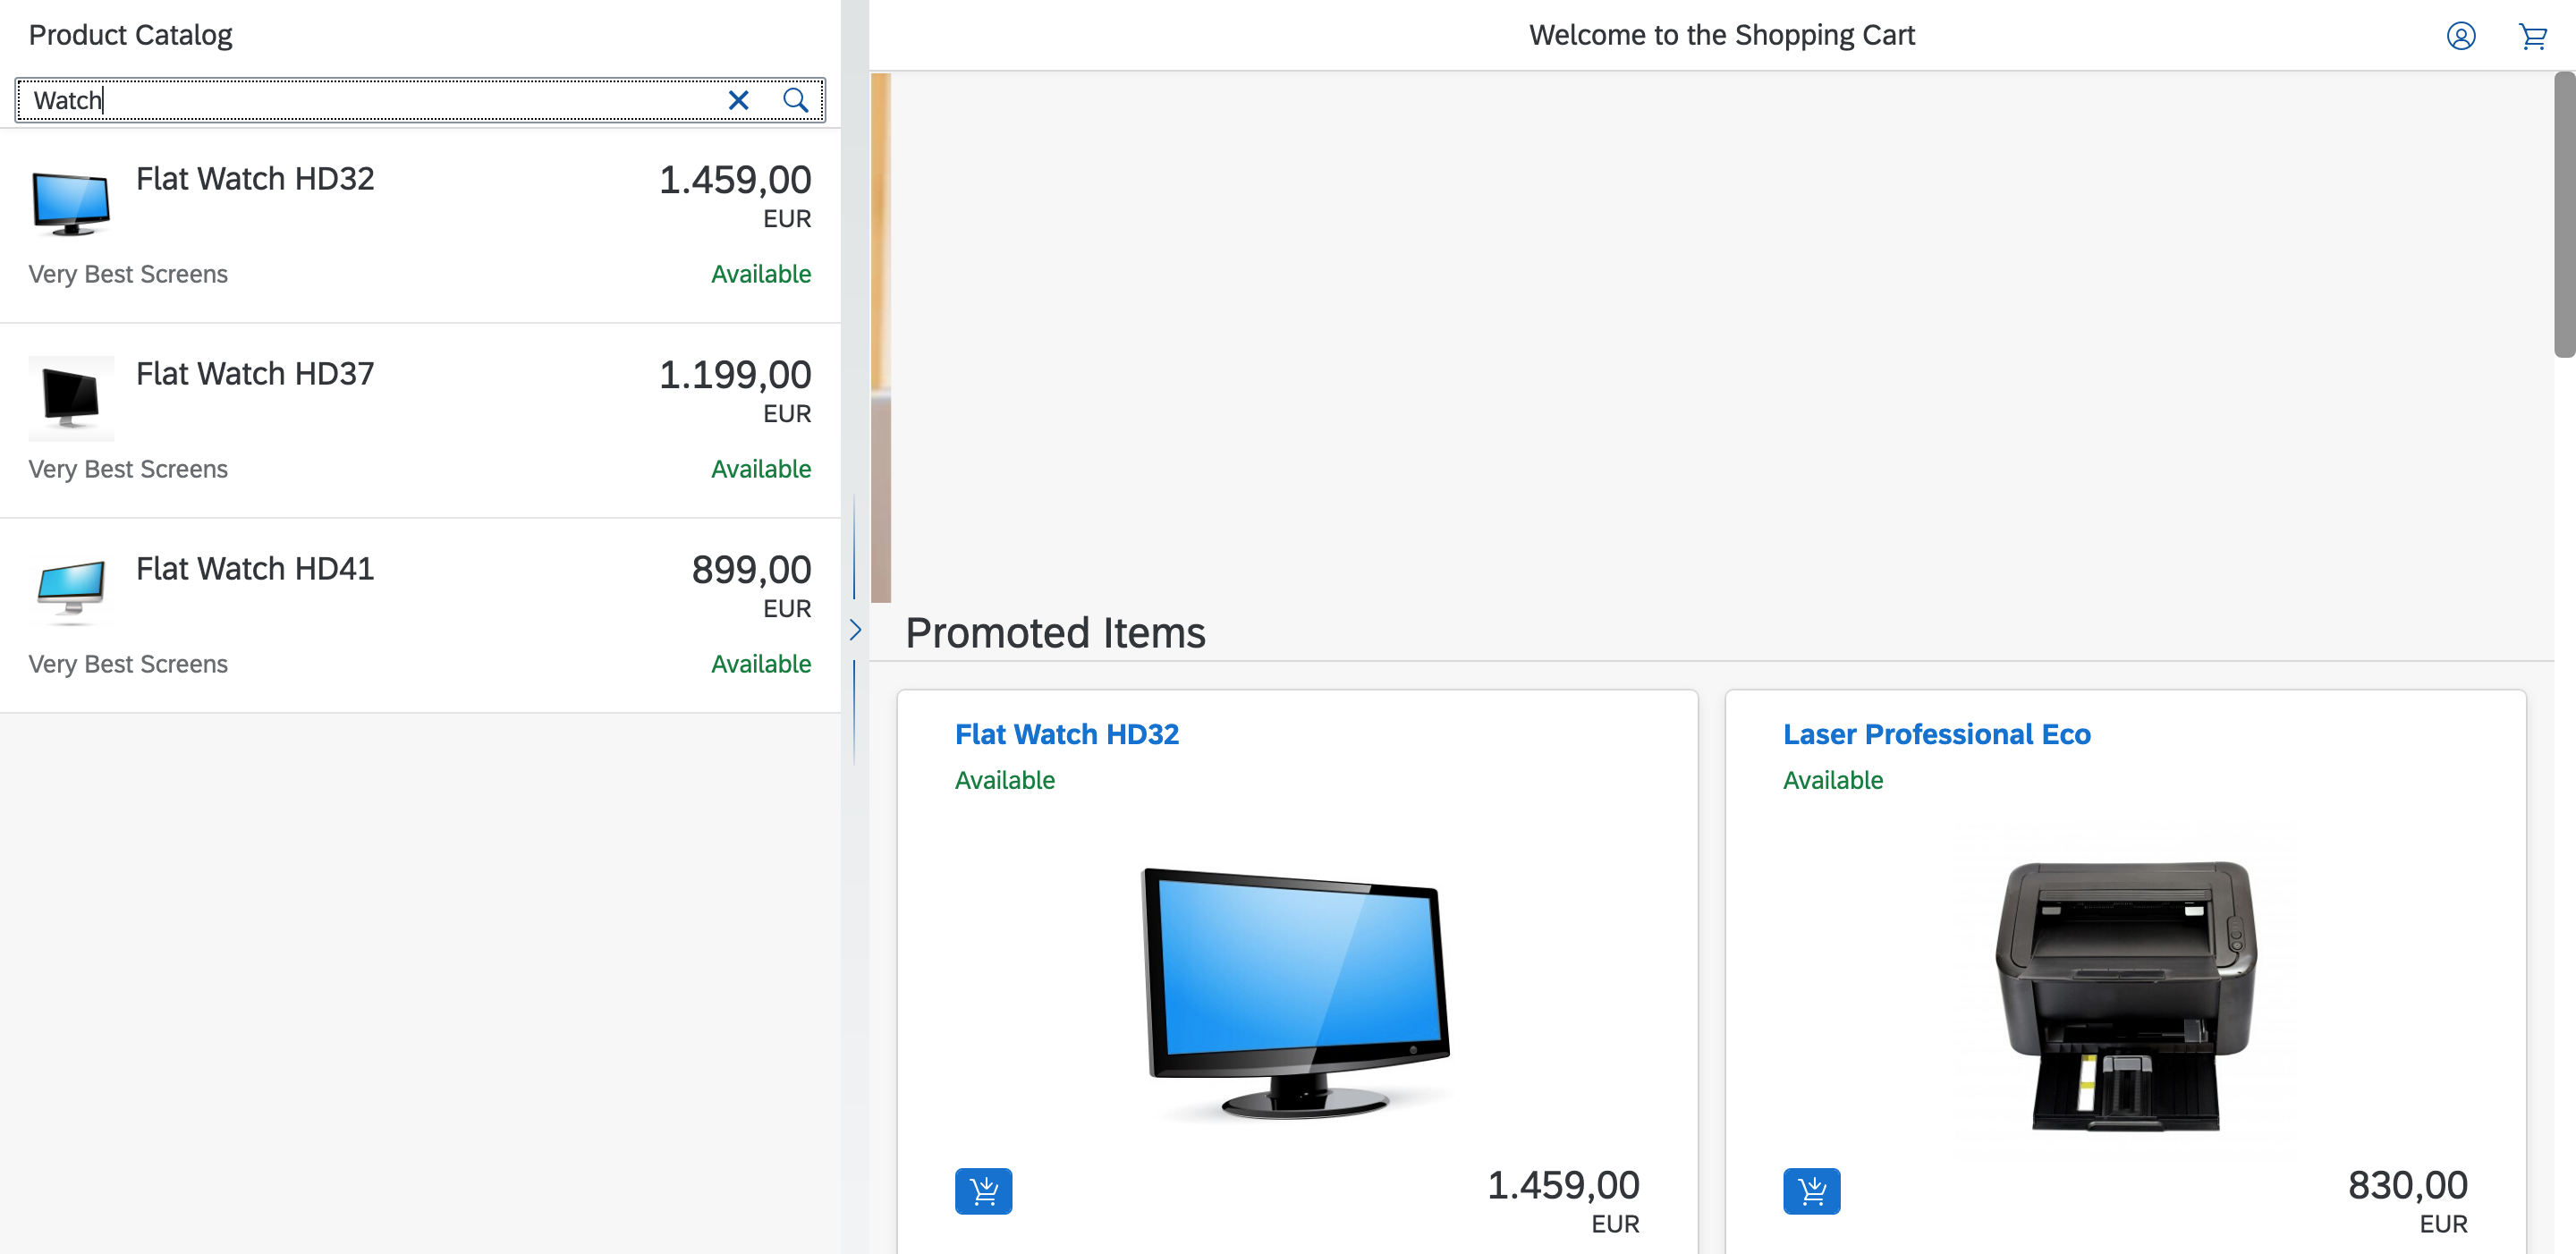 Product Catalog
Watch
Flat Watch HD32
1.459,00
EUR
Very Best Screens
Available
Flat Watch HD37
1.199,00
EUR
Very Best Screens
Available
Flat Watch HD41
899,00
EUR
Very Best Screens
Available
Welcome to the Shopping Cart
Promoted Items
Flat Watch HD32
Available
1.459,00
EUR
Laser Professional Eco
Available
830,00
EUR